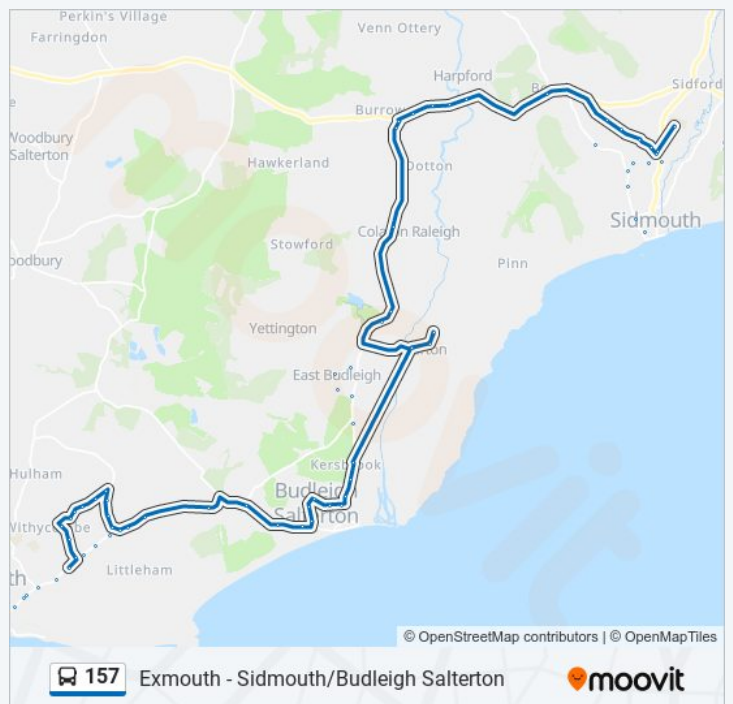 Perkin's Village
Venn Ottery
Farringdon
Harpford
Sidford
Burrow
Woodbury
Salterton
Hawkerland
Dotton
Sidmouth
Colaton Raleigh
Stowford
oodbury
Pinn
Yettington
rton
East Budleigh
Kersbrook
Hulham
Budleigh
Salterton
Withycombe
Littleham
th
© OpenStreetMap contributors | © OpenMapTiles
157 Exmouth - Sidmouth/Budleigh Salterton
moovit